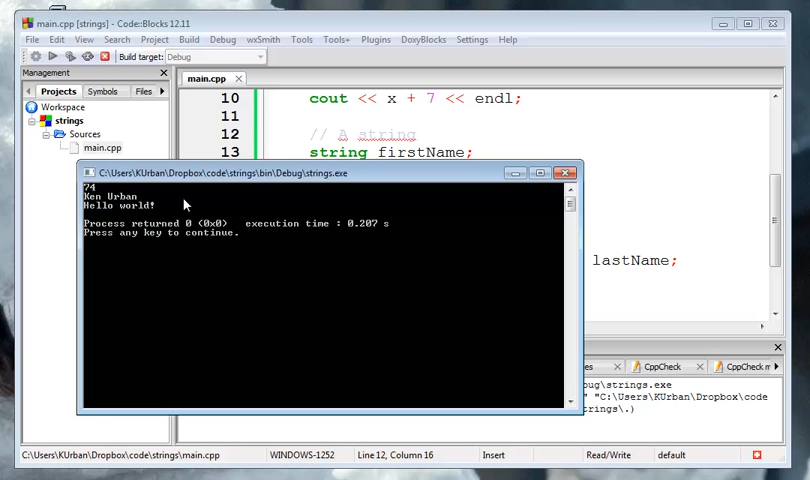 main.cpp [strings] - Code::Blocks 12.11
File Edit View Search Project Build Debug wxSmith Tools Tools+ Plugins DoxyBlocks Settings Help
Build target: Debug
Management
Projects Symbols Files
Workspace
strings
Sources
main.cpp
main.cpp
10 cout << x + 7 << endl;
11
12 // A string
13 string firstName;
lastName;
C:\Users\KUrban\Dropbox\code\strings\bin\Debug\strings.exe
74
Ken Urban
Hello world!
Process returned 0 (0x0) execution time : 0.207 s
Press any key to continue.
CppCheck
CppCheck
ug\strings.exe
" "C:\Users\KUrban\Dropbox\code
trings\.)
C:\Users\KUrban\Dropbox\code\strings\main.cpp WINDOWS-1252 Line 12, Column 16 Insert Read/Write default